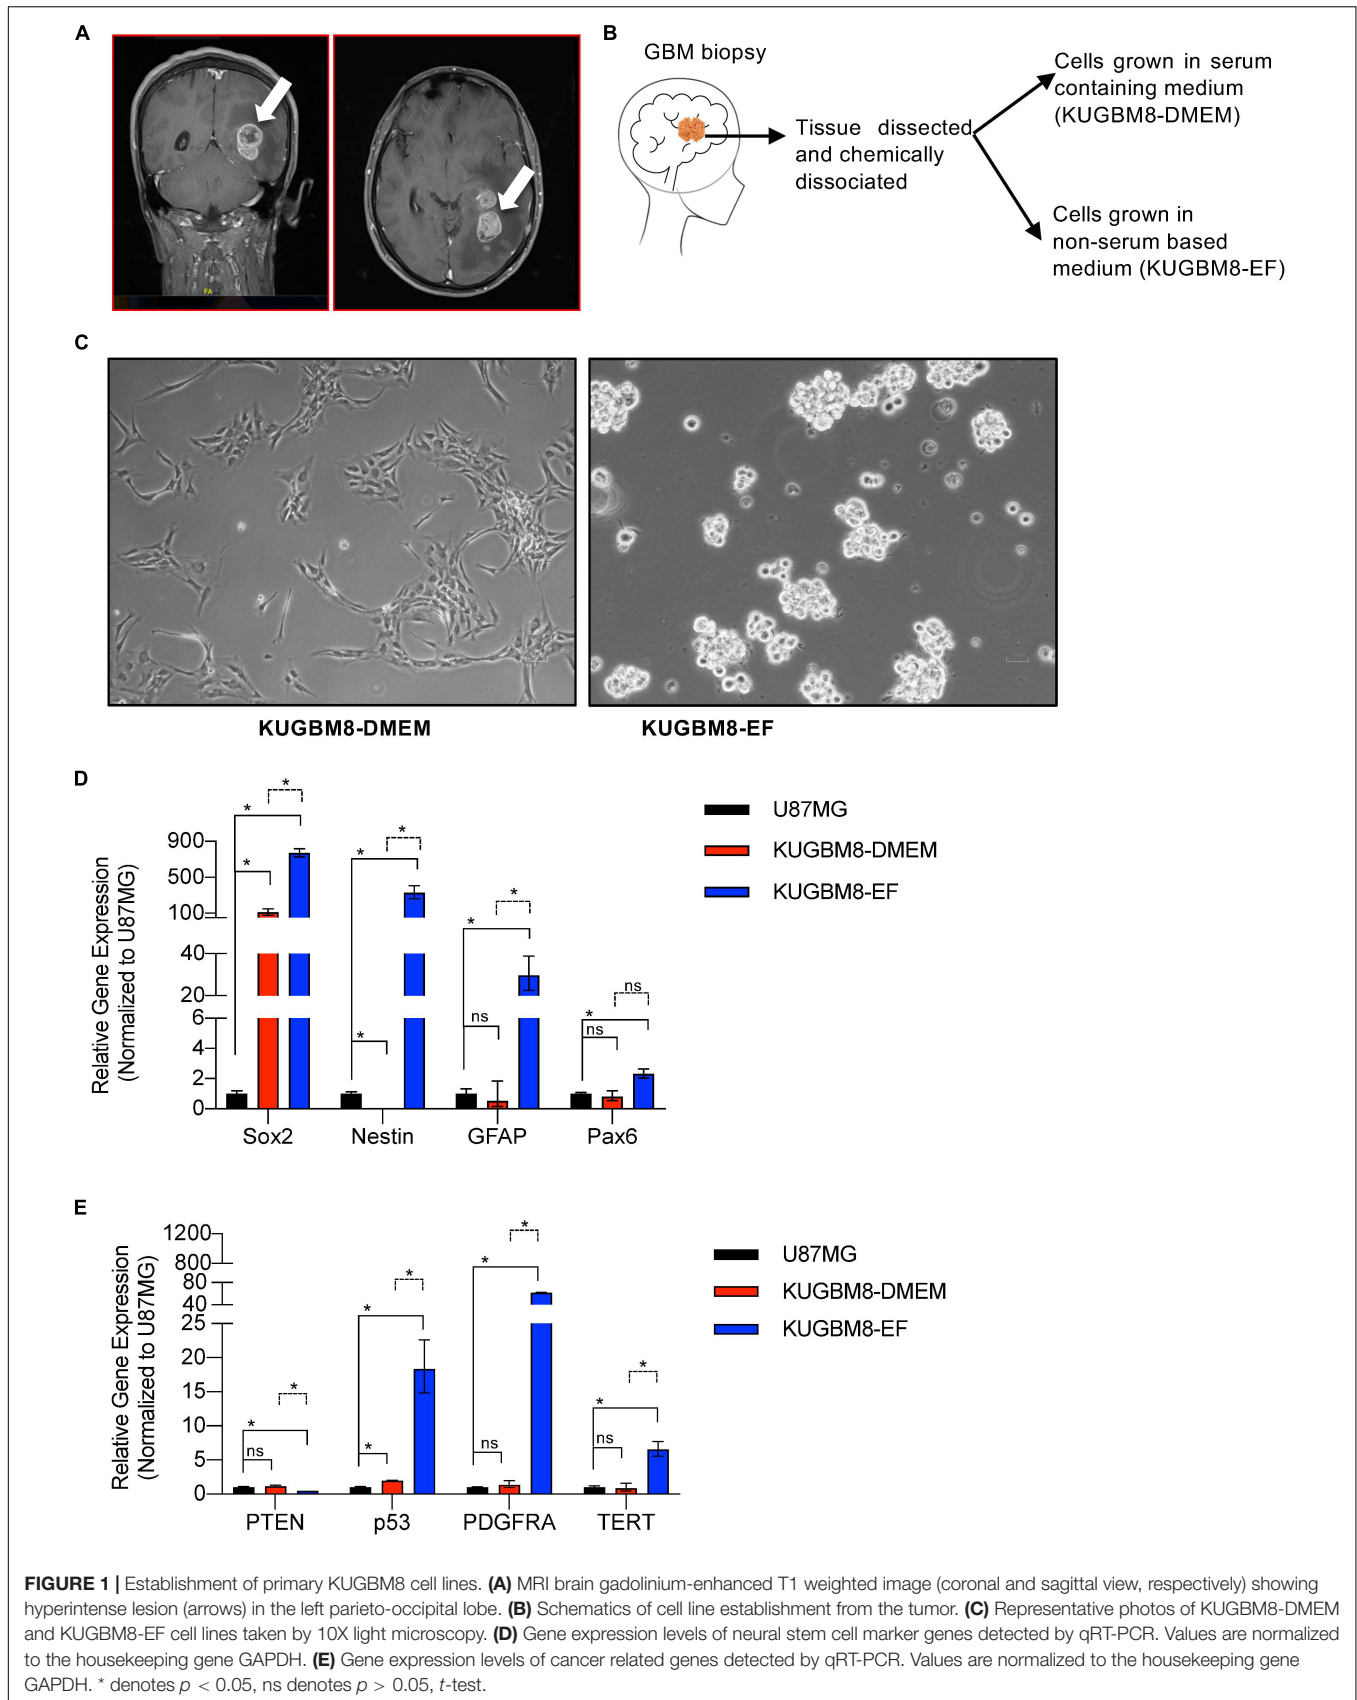 A
FA
B
GBM biopsy
Tissue dissected
and chemically
dissociated
Cells grown in serum
containing medium
(KUGBM8-DMEM)
Cells grown in
non-serum based
medium (KUGBM8-EF)
C
KUGBM8-DMEM
KUGBM8-EF
D
Relative Gene Expression
(Normalized to U87MG)
900
500
100
40
20
6
4
2
0
* * *
* * *
ns * *
ns * ns
Sox2 Nestin GFAP Pax6
U87MG
KUGBM8-DMEM
KUGBM8-EF
E
Relative Gene Expression
(Normalized to U87MG)
1200
800
80
40
25
20
15
10
5
0
ns * *
* * *
ns * *
ns * *
PTEN p53 PDGFRA TERT
U87MG
KUGBM8-DMEM
KUGBM8-EF
FIGURE 1 | Establishment of primary KUGBM8 cell lines. (A) MRI brain gadolinium-enhanced T1 weighted image (coronal and sagittal view, respectively) showing
hyperintense lesion (arrows) in the left parieto-occipital lobe. (B) Schematics of cell line establishment from the tumor. (C) Representative photos of KUGBM8-DMEM
and KUGBM8-EF cell lines taken by 10X light microscopy. (D) Gene expression levels of neural stem cell marker genes detected by qRT-PCR. Values are normalized
to the housekeeping gene GAPDH. (E) Gene expression levels of cancer related genes detected by qRT-PCR. Values are normalized to the housekeeping gene
GAPDH. * denotes p < 0.05, ns denotes p > 0.05, t-test.